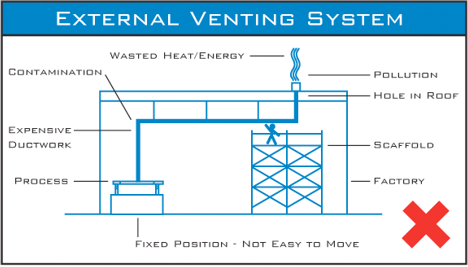 External Venting System
Wasted Heat/Energy
Contamination
Pollution
Hole in Roof
Expensive
Ductwork
Scaffold
Process
Factory
Fixed Position - Not Easy to Move